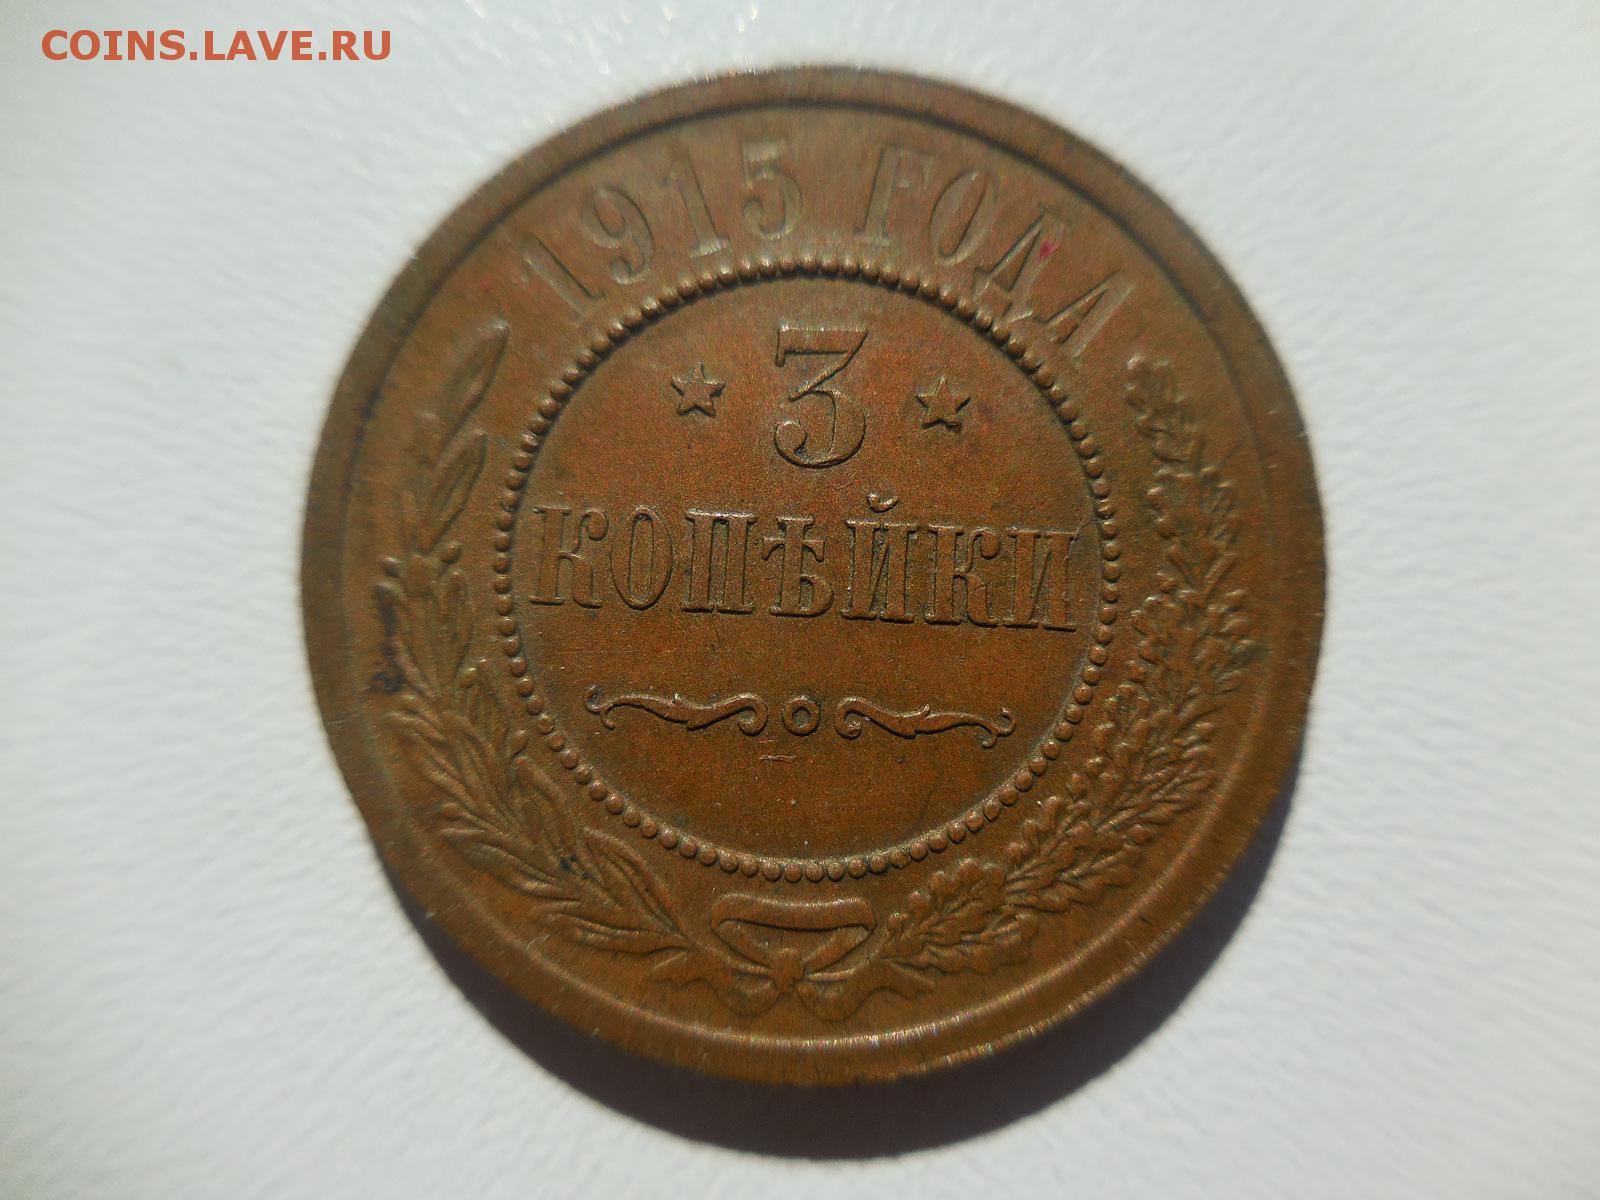 COINS.LAVE.RU
1915 ГОДА
3
КОПѢЙКИ